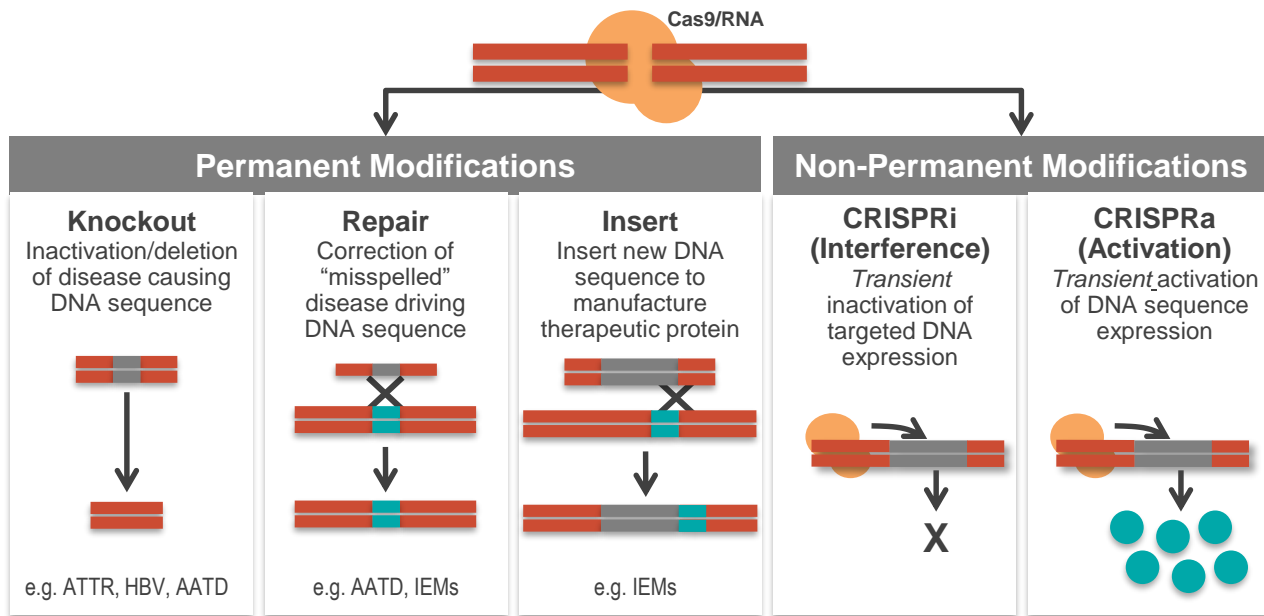 Cas9/RNA
Permanent Modifications
Non-Permanent Modifications
Knockout
Inactivation/deletion
of disease causing
DNA sequence
e.g. ATTR, HBV, AATD
Repair
Correction of
“misspelled”
disease driving
DNA sequence
e.g. AATD, IEMs
Insert
Insert new DNA
sequence to
manufacture
therapeutic protein
e.g. IEMs
CRISPRi
(Interference)
Transient
inactivation of
targeted DNA
expression
X
CRISPRa
(Activation)
Transient activation
of DNA sequence
expression